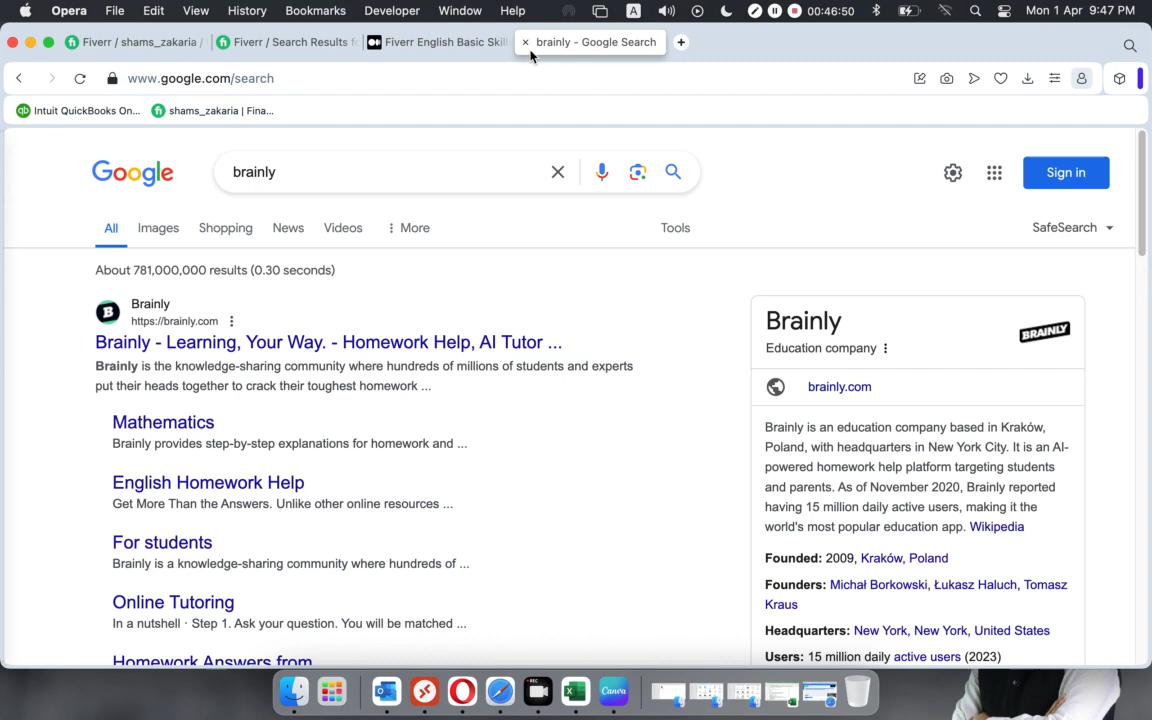 Opera File Edit View History Bookmarks Developer Window Help A 00:46:50 Mon 1 Apr 9:47 PM
Fiverr / shams_zakaria / Fiverr / Search Results fo Fiverr English Basic Skil brainly - Google Search
www.google.com/search
qb Intuit QuickBooks On... shams_zakaria | Fina...
Google brainly Sign in
All Images Shopping News Videos More Tools SafeSearch
About 781,000,000 results (0.30 seconds)
B Brainly
https://brainly.com
Brainly - Learning, Your Way. - Homework Help, AI Tutor ...
Brainly is the knowledge-sharing community where hundreds of millions of students and experts
put their heads together to crack their toughest homework ...
Mathematics
Brainly provides step-by-step explanations for homework and ...
English Homework Help
Get More Than the Answers. Unlike other online resources ...
For students
Brainly is a knowledge-sharing community where hundreds of ...
Online Tutoring
In a nutshell · Step 1. Ask your question. You will be matched ...
Homework Answers from
Brainly
BRAINLY
Education company
brainly.com
Brainly is an education company based in Kraków,
Poland, with headquarters in New York City. It is an AI-
powered homework help platform targeting students
and parents. As of November 2020, Brainly reported
having 15 million daily active users, making it the
world's most popular education app. Wikipedia
Founded: 2009, Kraków, Poland
Founders: Michał Borkowski, Łukasz Haluch, Tomasz
Kraus
Headquarters: New York, New York, United States
Users: 15 million daily active users (2023)
REC
Canva